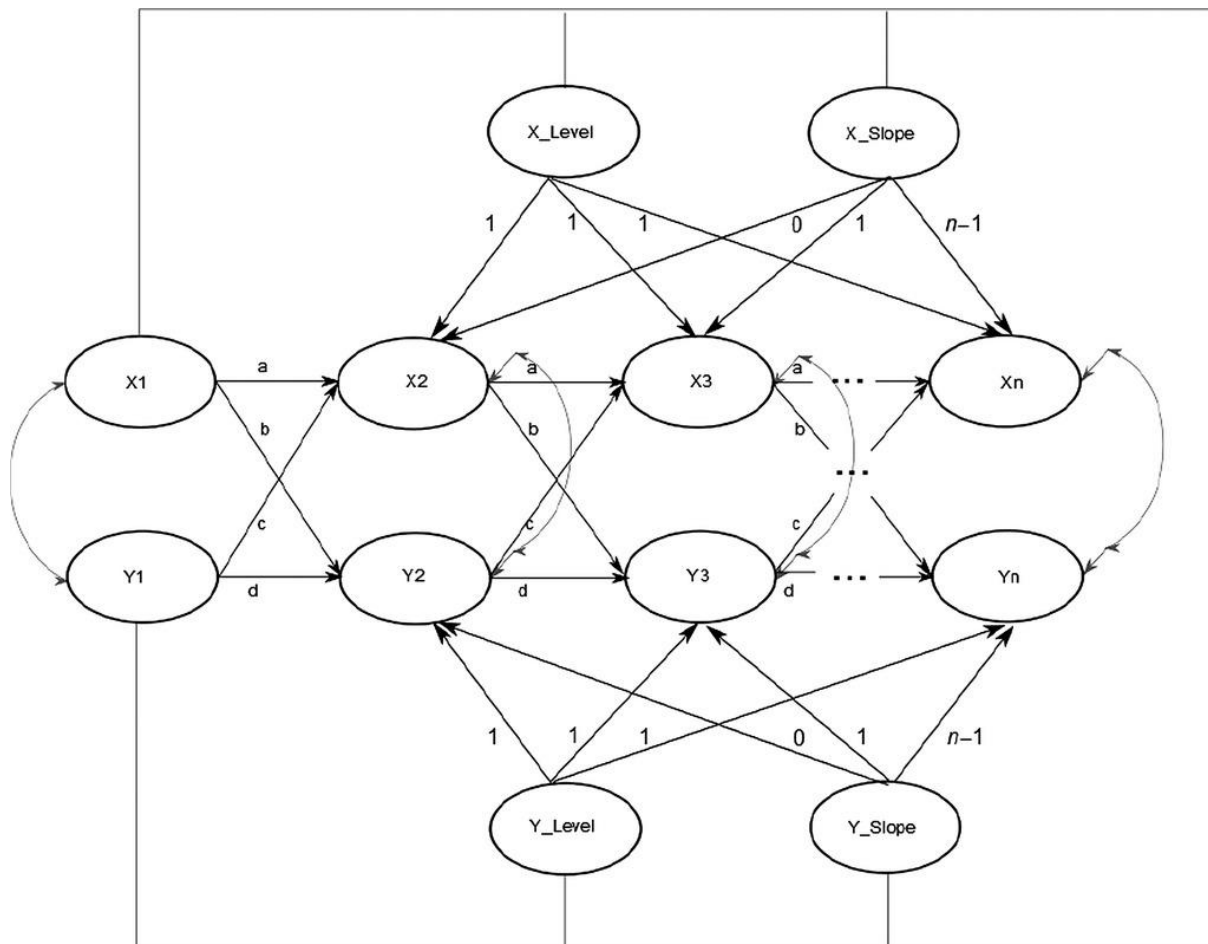 X_Level
X_Slope
1
1
1
0
1
n–1
X1
a
X2
a
X3
a
...
Xn
b
b
b
...
c
c
c
Y1
d
Y2
d
Y3
d
...
Yn
1
1
1
0
1
n–1
Y_Level
Y_Slope